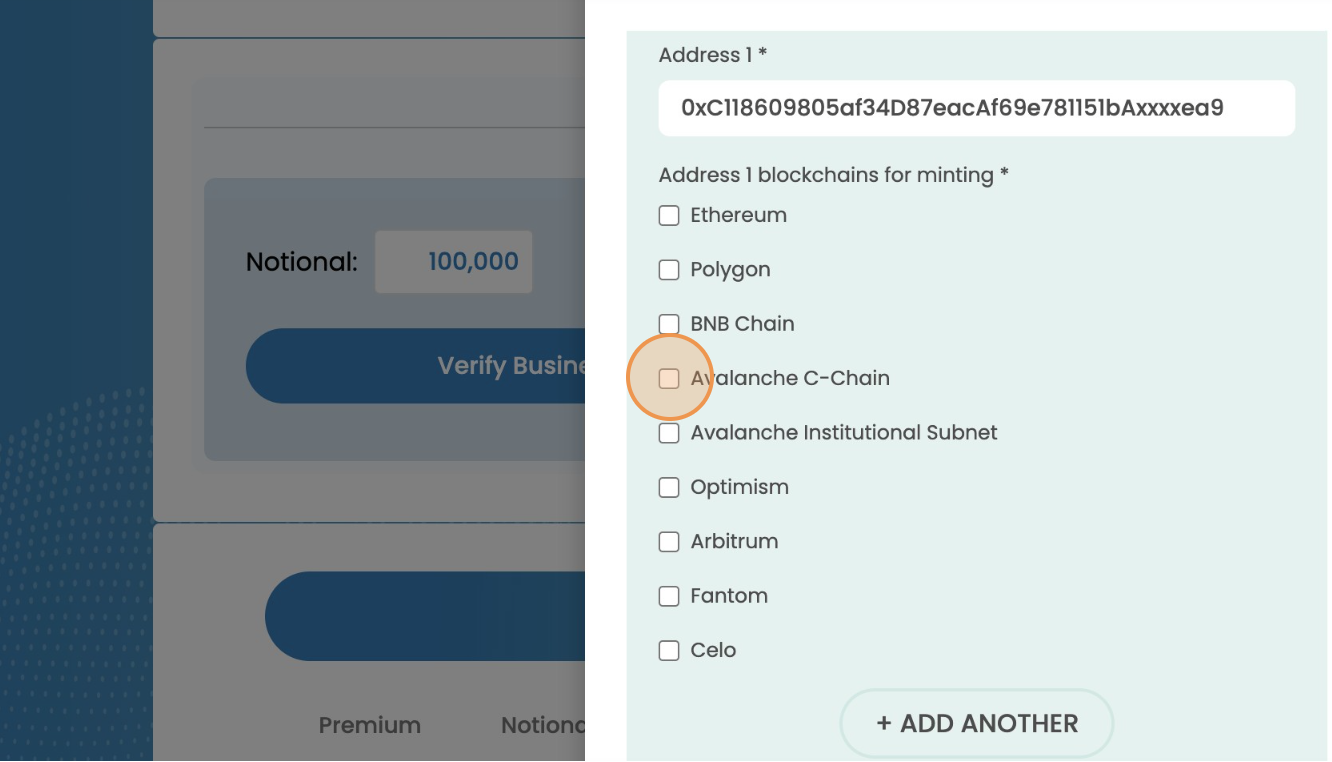 Address 1 *
0xC118609805af34D87eacAf69e781151bAxxxxea9
Address 1 blockchains for minting *
Ethereum
Polygon
BNB Chain
Avalanche C-Chain
Avalanche Institutional Subnet
Optimism
Arbitrum
Fantom
Celo
+ ADD ANOTHER
Notional: 100,000
Verify Busine
Premium Notiona